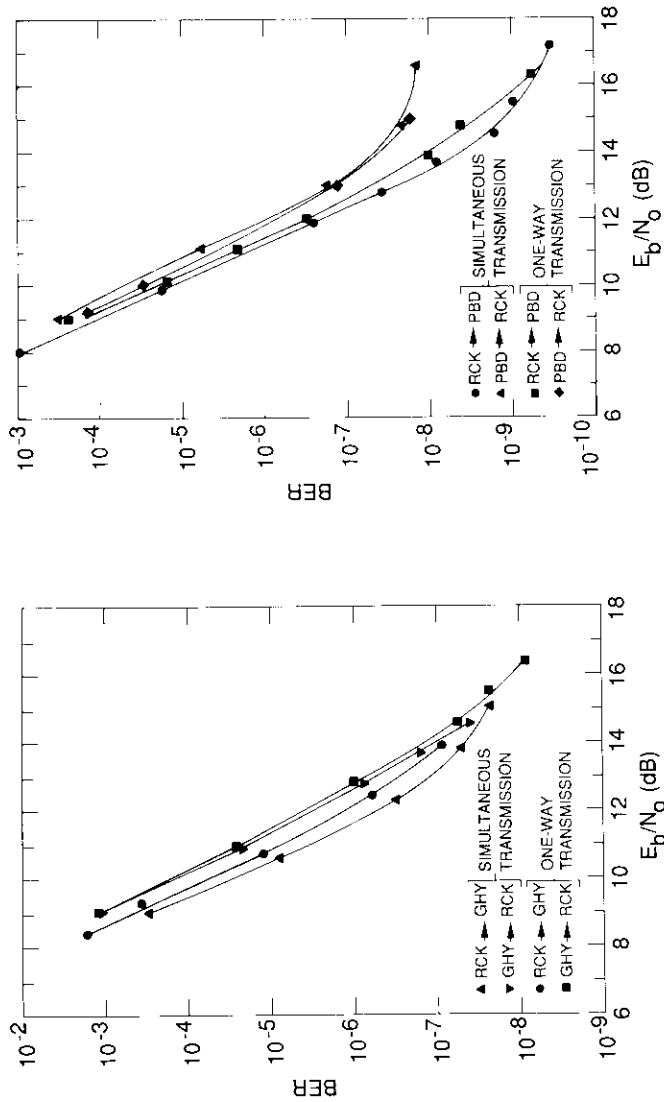 10-2
10-3
10-4
10-5
10-6
10-7
10-8
10-9
BER
6
8
10
12
14
16
18
Eb/No (dB)
RCK GHY SIMULTANEOUS
GHY RCK TRANSMISSION
RCK GHY ONE-WAY
GHY RCK TRANSMISSION
10-3
10-4
10-5
10-6
10-7
10-8
10-9
10-10
BER
6
8
10
12
14
16
18
Eb/No (dB)
RCK PBD SIMULTANEOUS
PBD RCK TRANSMISSION
RCK PBD ONE-WAY
PBD RCK TRANSMISSION